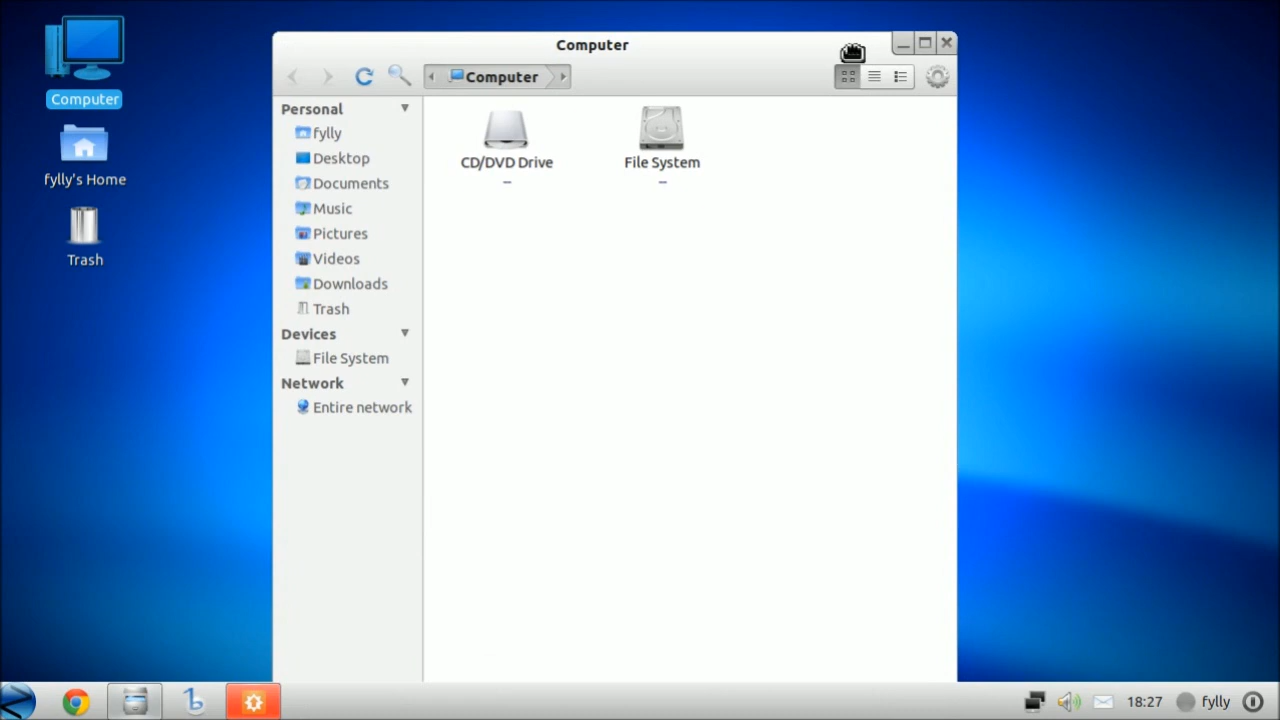 Computer
fylly's Home
Trash
Computer
Computer
Personal
fylly
Desktop
Documents
Music
Pictures
Videos
Downloads
Trash
Devices
File System
Network
Entire network
CD/DVD Drive
--
File System
--
18:27
fylly